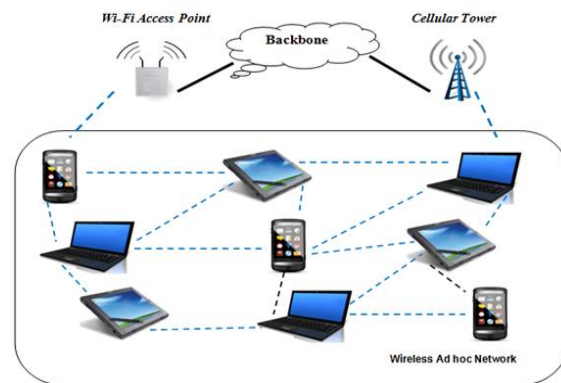 Wi-Fi Access Point
Cellular Tower
Backbone
Wireless Ad hoc Network